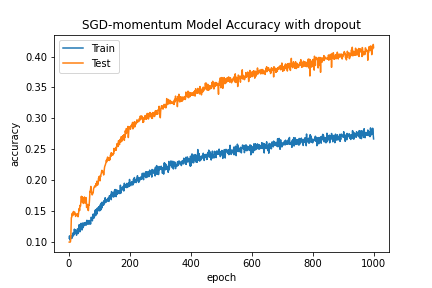 SGD-momentum Model Accuracy with dropout
Train
Test
accuracy
0.40
0.35
0.30
0.25
0.20
0.15
0.10
0
200
400
600
800
1000
epoch